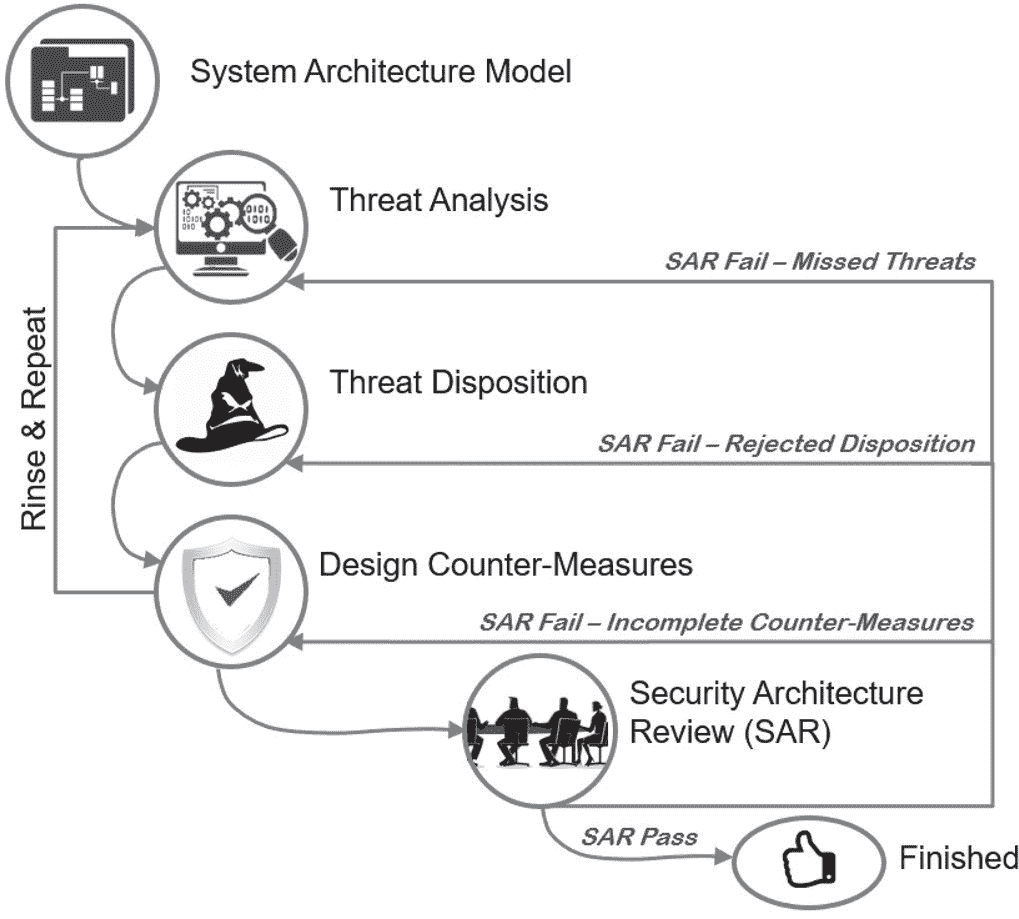 System Architecture Model
Threat Analysis
SAR Fail – Missed Threats
Rinse & Repeat
Threat Disposition
SAR Fail – Rejected Disposition
Design Counter-Measures
SAR Fail – Incomplete Counter-Measures
Security Architecture
Review (SAR)
SAR Pass
Finished